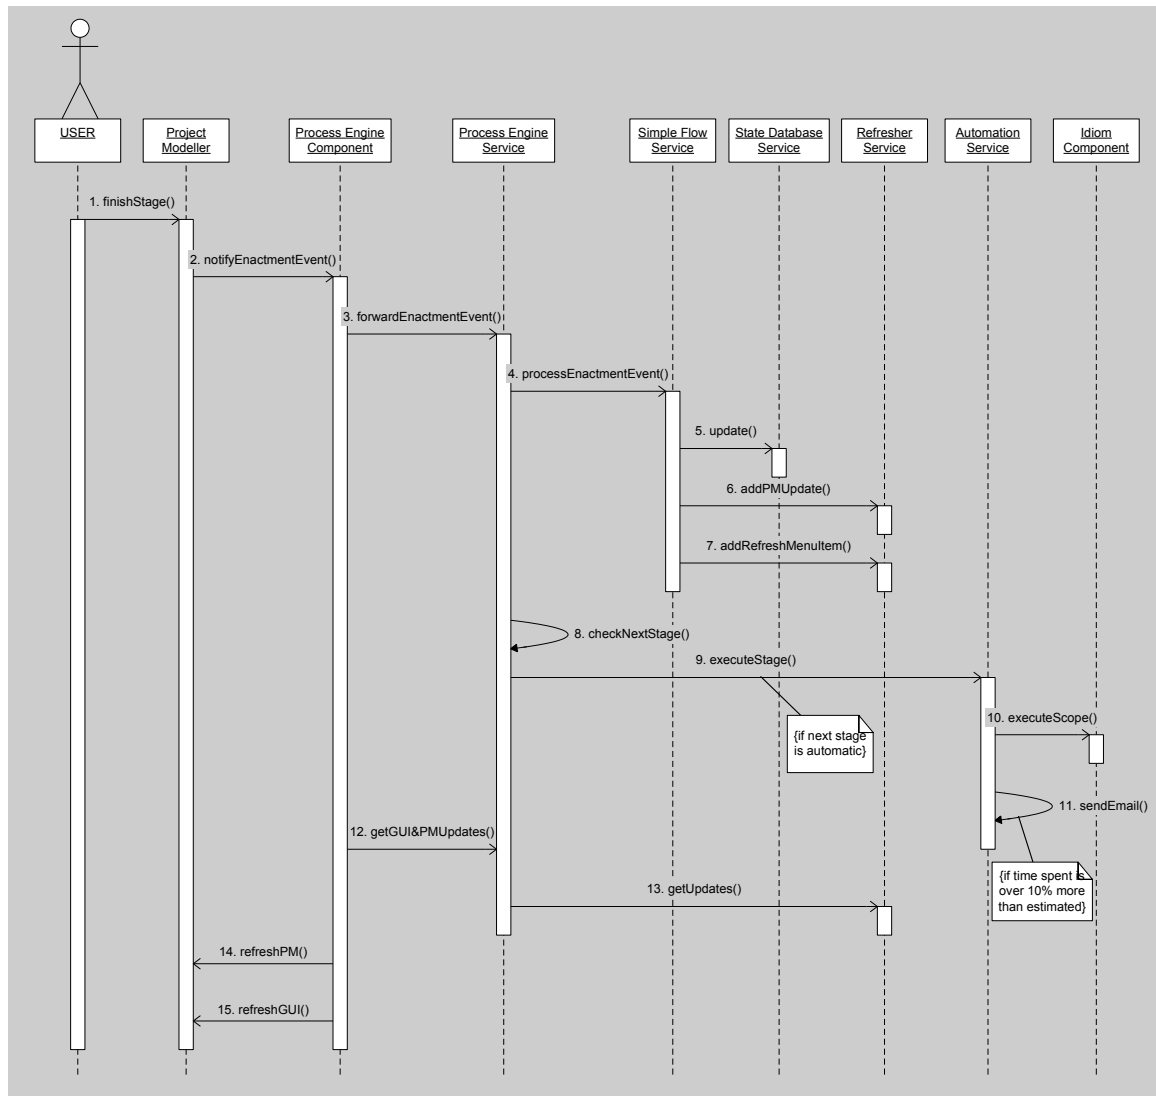 USER
Project
Modeller
Process Engine
Component
Process Engine
Service
Simple Flow
Service
State Database
Service
Refresher
Service
Automation
Service
Idiom
Component
1. finishStage()
2. notifyEnactmentEvent()
3. forwardEnactmentEvent()
4. processEnactmentEvent()
5. update()
6. addPMUpdate()
7. addRefreshMenuItem()
8. checkNextStage()
9. executeStage()
{if next stage
is automatic}
10. executeScope()
11. sendEmail()
{if time spent is
over 10% more
than estimated}
12. getGUI&PMUpdates()
13. getUpdates()
14. refreshPM()
15. refreshGUI()